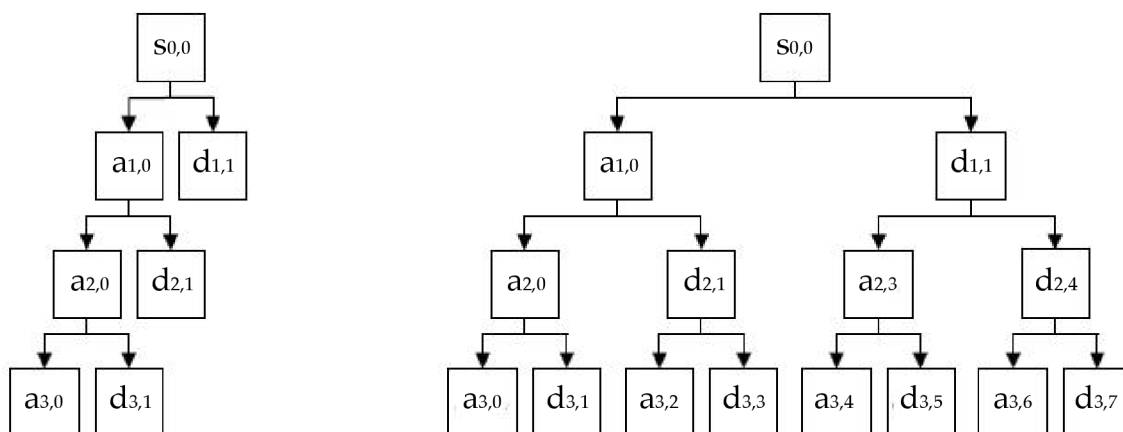 s0,0 s0,0
a1,0 d1,1 a1,0 d1,1
a2,0 d2,1 a2,0 d2,1 a2,3 d2,4
a3,0 d3,1 a3,0 d3,1 a3,2 d3,3 a3,4 d3,5 a3,6 d3,7